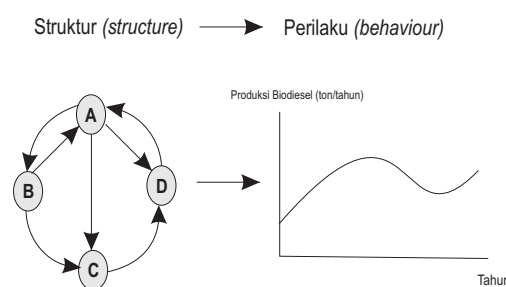 Struktur (structure) Perilaku (behaviour)
Produksi Biodiesel (ton/tahun)
A
B
D
C
Tahun